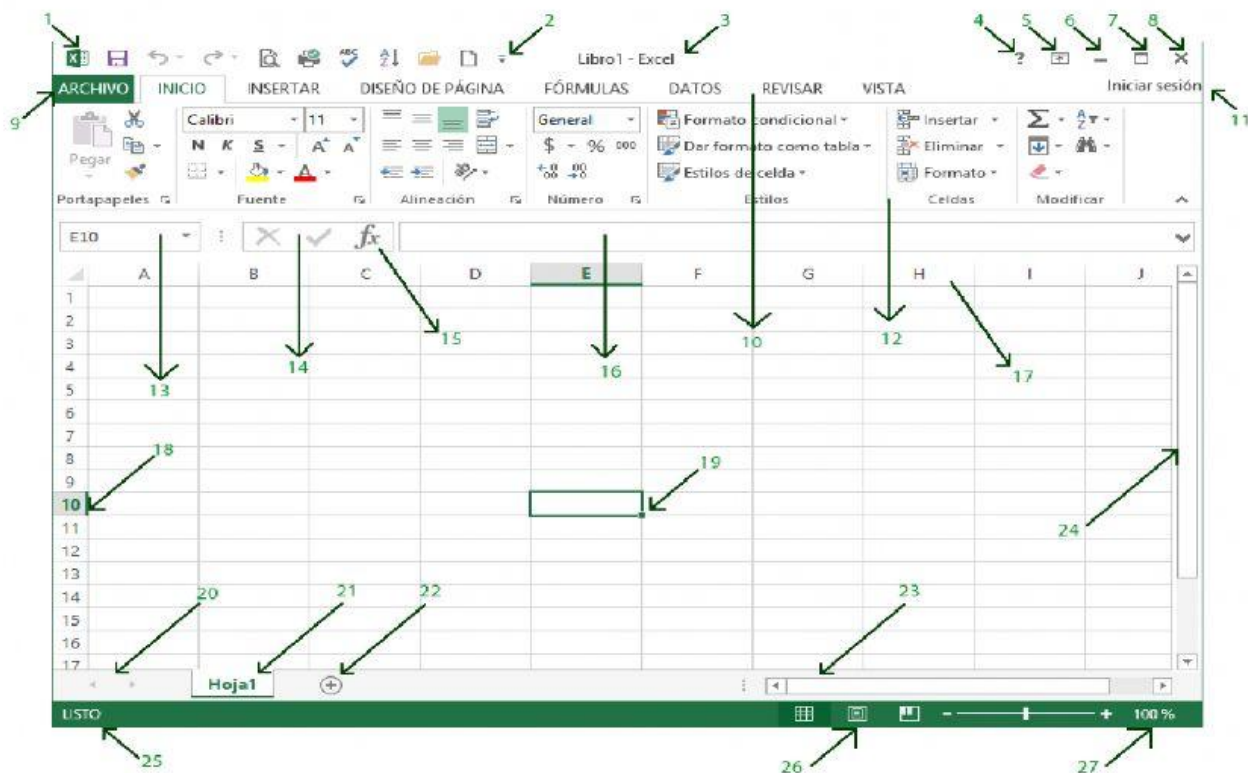 1 2 3 4 5 6 7 8
Libro1 - Excel ?
ARCHIVO INICIO INSERTAR DISEÑO DE PÁGINA FÓRMULAS DATOS REVISAR VISTA Iniciar sesión
9 11
Calibri 11 General Formato condicional Insertar
Pegar N K S A A $ % 000 Dar formato como tabla Eliminar
A Estilos de celda Formato
Portapapeles Fuente Alineación Número Estilos Celdas Modificar
E10 fx
A B C D E F G H I J
1
2
3 15 10 12
4 14 16 17
5 13
6
7
8 18
9 19
10
11 24
12
13
14 20 21 22 23
15
16
17
Hoja1
LISTO 100 %
25 26 27